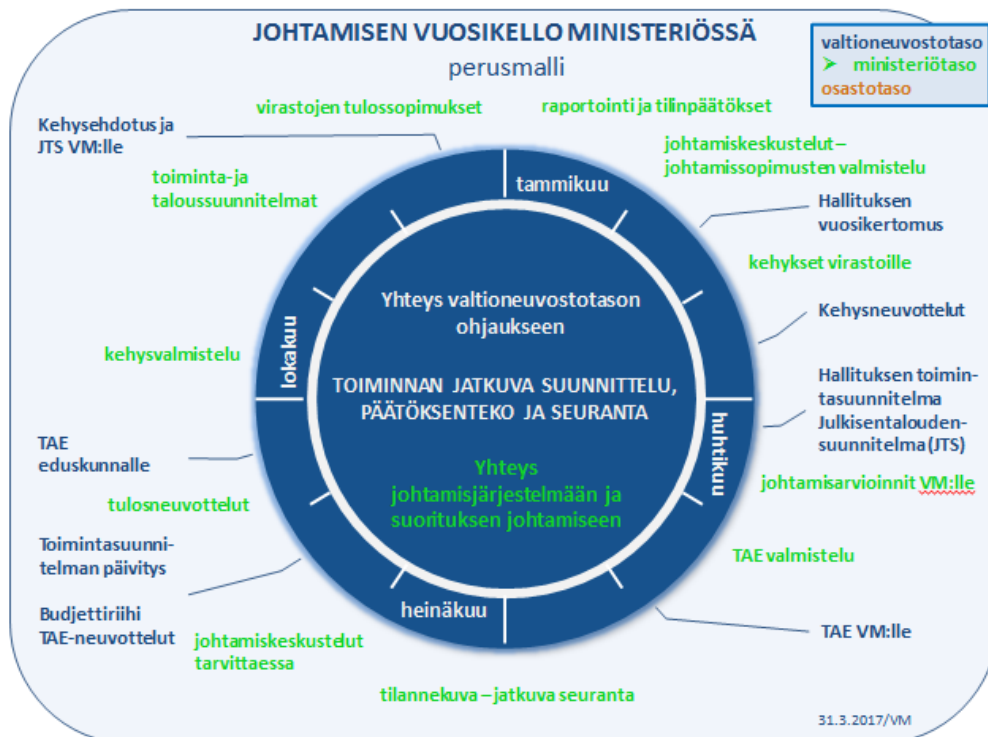 JOHTAMISEN VUOSIKELLO MINISTERIÖSSÄ
perusmalli
valtioneuvostotaso
➤ ministeriötaso
osastotaso
virastojen tulossopimukset
raportointi ja tilinpäätökset
Kehysehdotus ja
JTS VM:lle
johtamiskeskustelut –
johtamissopimusten valmistelu
toiminta-ja
taloussuunnitelmat
tammikuu
Hallituksen
vuosikertomus
kehykset virastoille
Yhteys valtioneuvostotason
ohjaukseen
Kehysneuvottelut
lokakuu
kehysvalmistelu
TOIMINNAN JATKUVA SUUNNITTELU,
PÄÄTÖKSENTEKO JA SEURANTA
Hallituksen toimin-
tasuunnitelma
Julkisentalouden-
suunnitelma (JTS)
huhtikuu
TAE
eduskunnalle
Yhteys
johtamisjärjestelmään ja
suorituksen johtamiseen
johtamisarvioinnit VM:lle
tulosneuvottelut
Toimintasuunni-
telman päivitys
TAE valmistelu
Budjettiriihi
TAE-neuvottelut
heinäkuu
TAE VM:lle
johtamiskeskustelut
tarvittaessa
tilannekuva – jatkuva seuranta
31.3.2017/VM